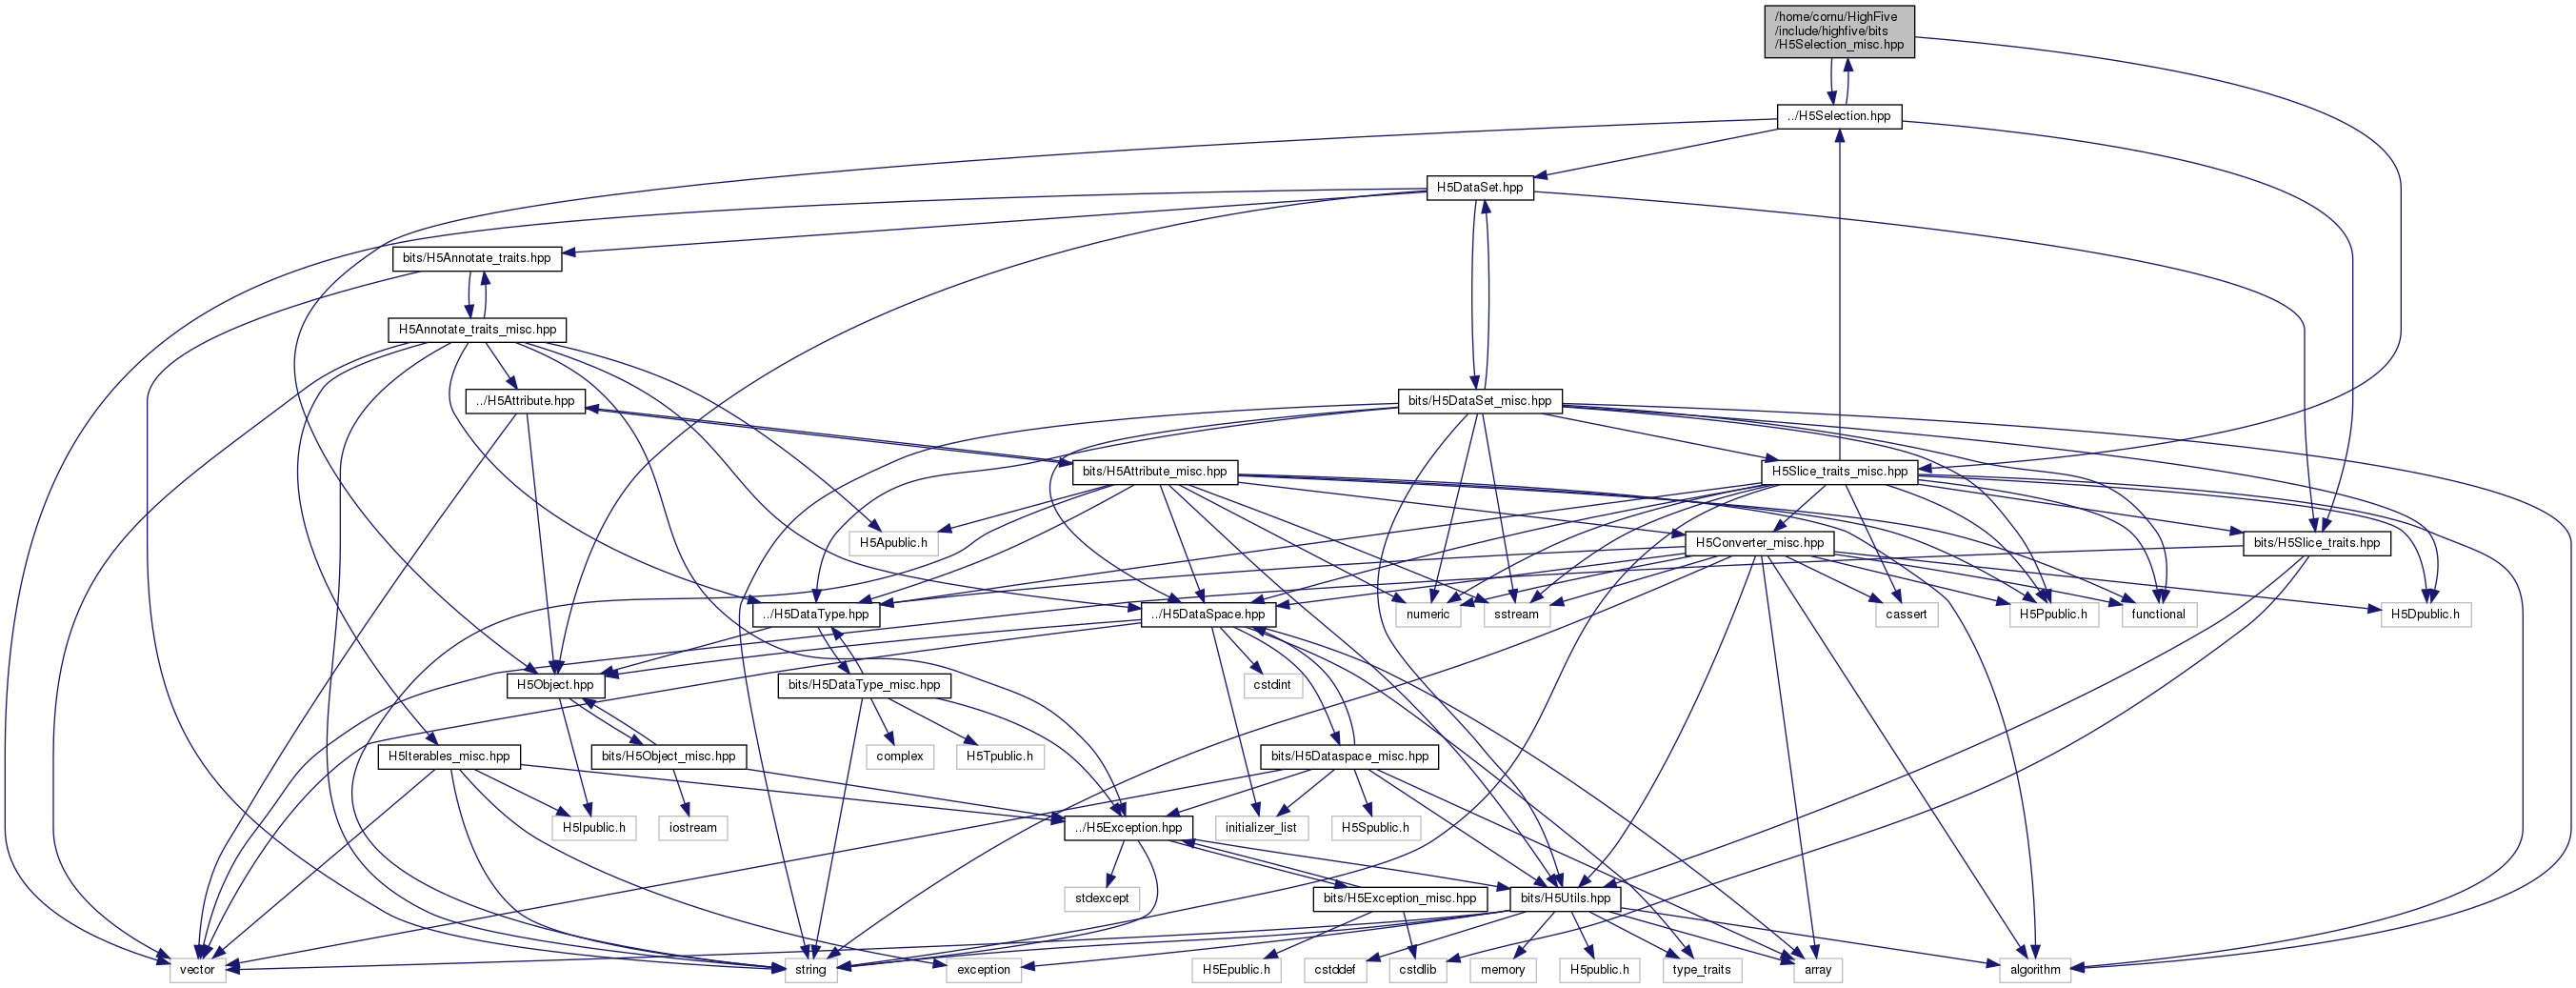 /home/cornu/HighFive
/include/highfive/bits
/H5Selection_misc.hpp
../H5Selection.hpp
H5DataSet.hpp
bits/H5Annotate_traits.hpp
H5Annotate_traits_misc.hpp
../H5Attribute.hpp
bits/H5DataSet_misc.hpp
bits/H5Attribute_misc.hpp
H5Slice_traits_misc.hpp
H5Apublic.h
H5Converter_misc.hpp
bits/H5Slice_traits.hpp
../H5DataType.hpp
../H5DataSpace.hpp
numeric
sstream
cassert
H5Ppublic.h
functional
H5Dpublic.h
H5Object.hpp
bits/H5DataType_misc.hpp
cstdint
H5Iterables_misc.hpp
bits/H5Object_misc.hpp
complex
H5Tpublic.h
bits/H5Dataspace_misc.hpp
H5Ipublic.h
iostream
../H5Exception.hpp
initializer_list
H5Spublic.h
stdexcept
bits/H5Exception_misc.hpp
bits/H5Utils.hpp
vector
string
exception
H5Epublic.h
cstddef
cstdlib
memory
H5public.h
type_traits
array
algorithm